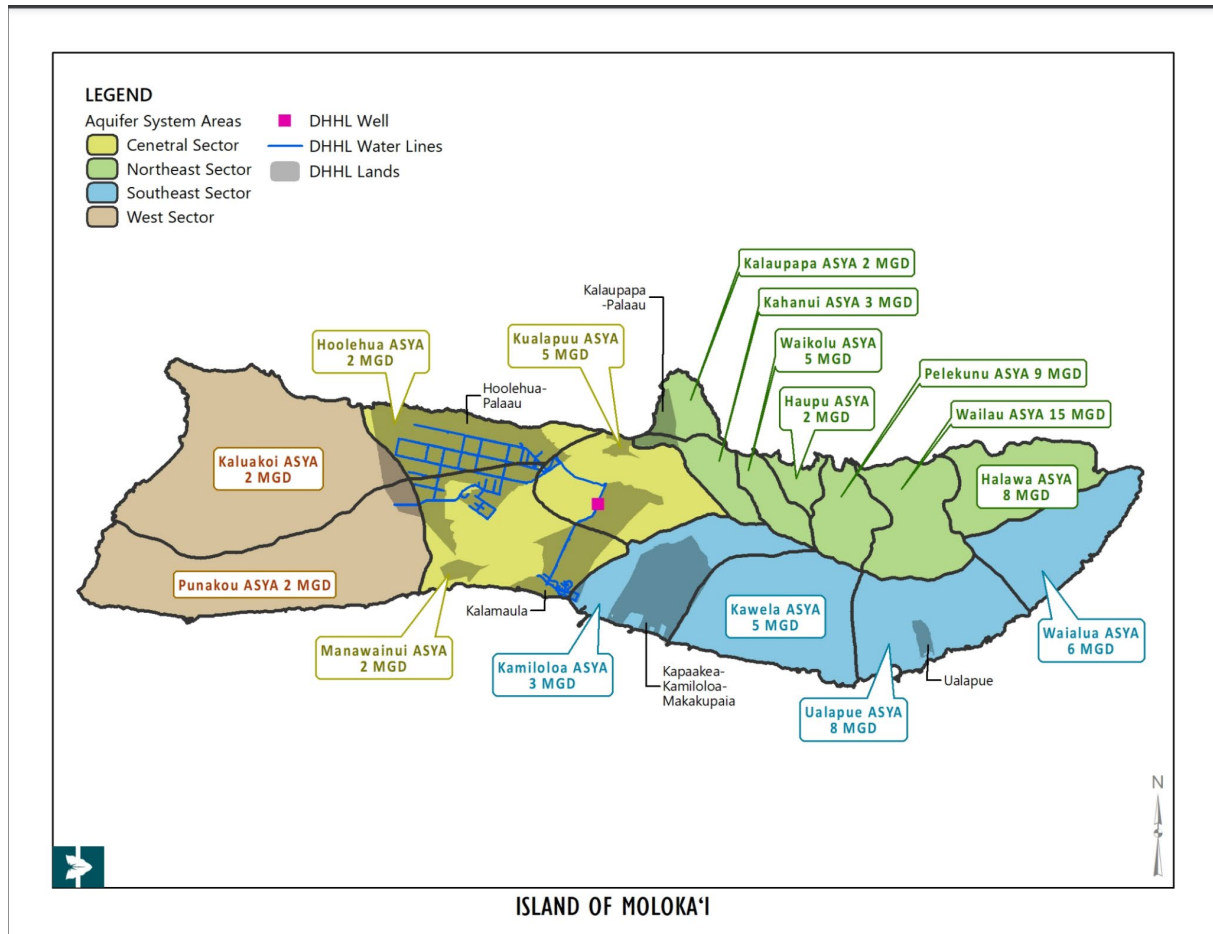 LEGEND
Aquifer System Areas
Cenetral Sector
Northeast Sector
Southeast Sector
West Sector
DHHL Well
DHHL Water Lines
DHHL Lands
Kalaupapa ASYA 2 MGD
Kalaupapa
-Palaau
Kahanui ASYA 3 MGD
Hoolehua ASYA
2 MGD
Kualapuu ASYA
5 MGD
Waikolu ASYA
5 MGD
Pelekunu ASYA 9 MGD
Hoolehua-
Palaau
Haupu ASYA
2 MGD
Wailau ASYA 15 MGD
Kaluakoi ASYA
2 MGD
Halawa ASYA
8 MGD
Punakou ASYA 2 MGD
Kalamaula
Kawela ASYA
5 MGD
Manawainui ASYA
2 MGD
Kamiloloa ASYA
3 MGD
Kapaakea-
Kamiloloa-
Makakupaia
Waialua ASYA
6 MGD
Ualapue
Ualapue ASYA
8 MGD
N
ISLAND OF MOLOKAʻI